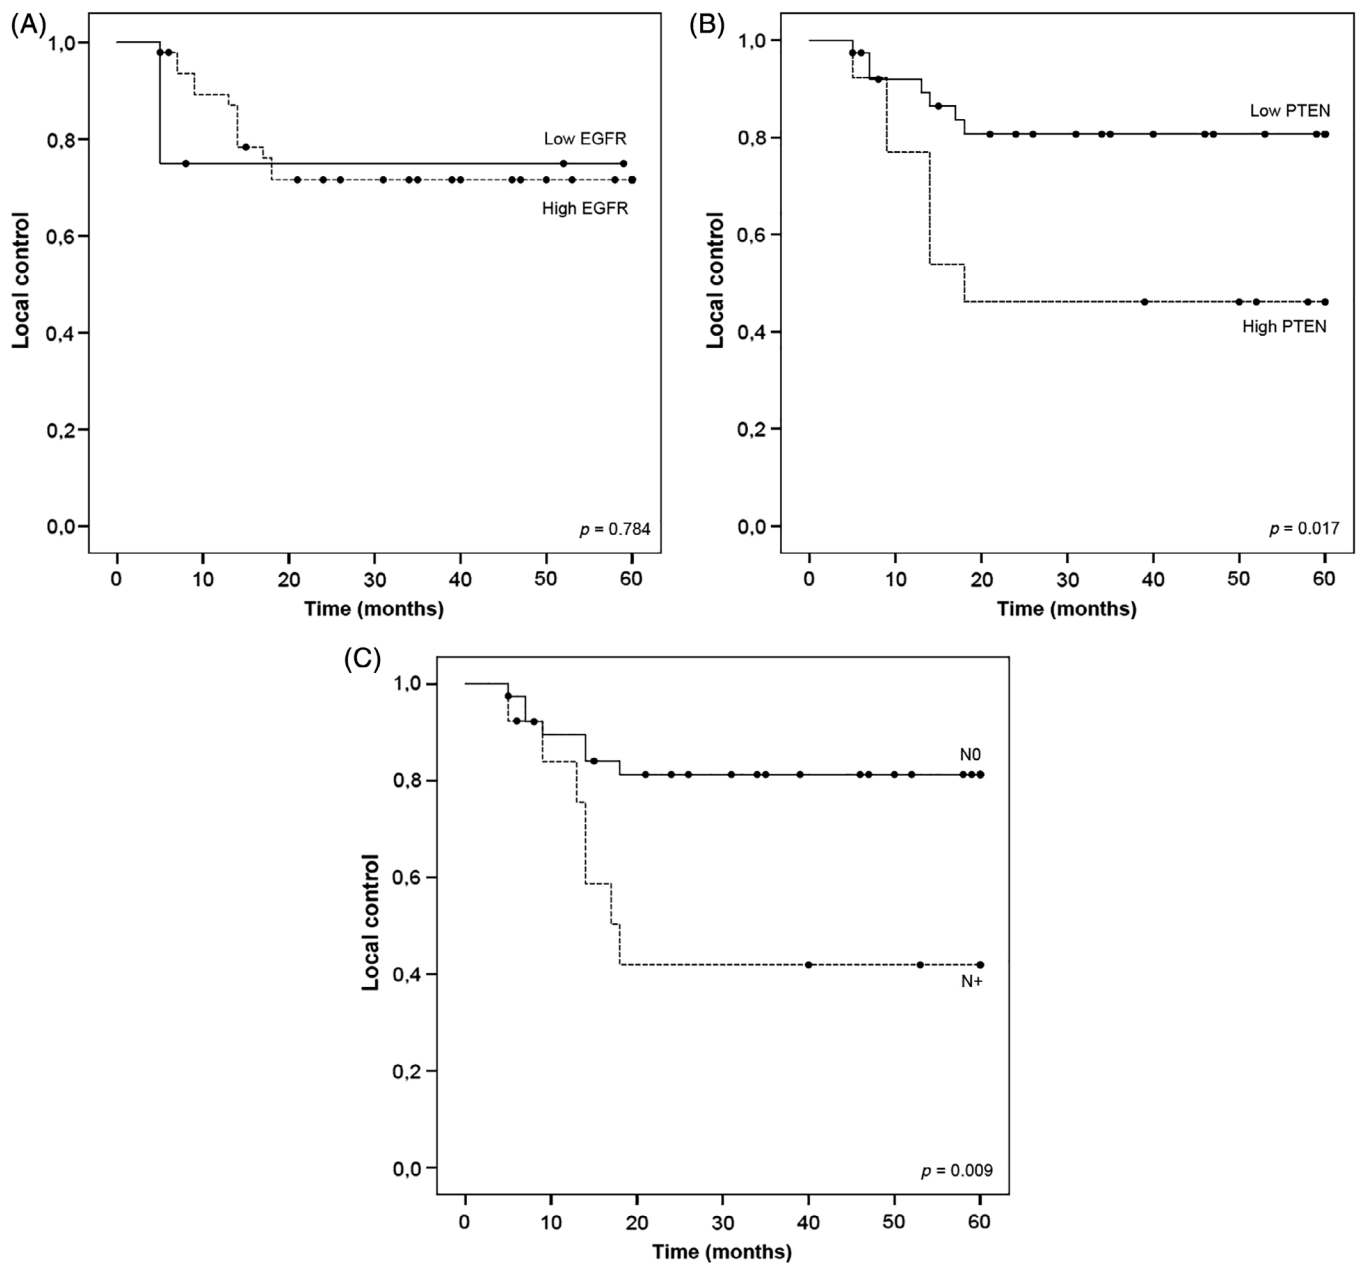 (A)
1,0
0,8
0,6
0,4
0,2
0,0
Local control
Low EGFR
High EGFR
p = 0.784
0 10 20 30 40 50 60
Time (months)
(B)
1,0
0,8
0,6
0,4
0,2
0,0
Local control
Low PTEN
High PTEN
p = 0.017
0 10 20 30 40 50 60
Time (months)
(C)
1,0
0,8
0,6
0,4
0,2
0,0
Local control
N0
N+
p = 0.009
0 10 20 30 40 50 60
Time (months)